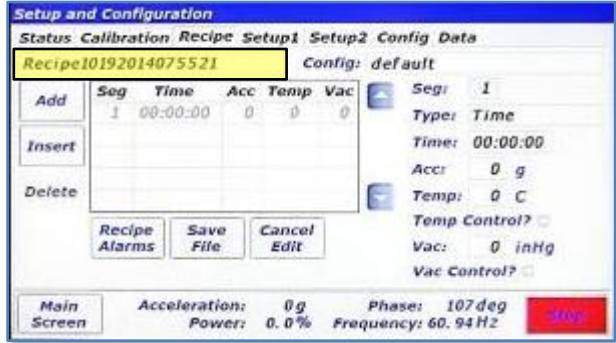 Setup and Configuration
Status Calibration Recipe Setup1 Setup2 Config Data
Recipe10192014075521 Config: default
Add
Insert
Delete
Seg Time Acc Temp Vac
1 00:00:00 0 0 0
Recipe Alarms
Save File
Cancel Edit
Seg: 1
Type: Time
Time: 00:00:00
Acc: 0 g
Temp: 0 C
Temp Control?
Vac: 0 inHg
Vac Control?
Main Screen
Acceleration: 0 g
Power: 0.0%
Phase: 107 deg
Frequency: 60.94 Hz
Stop